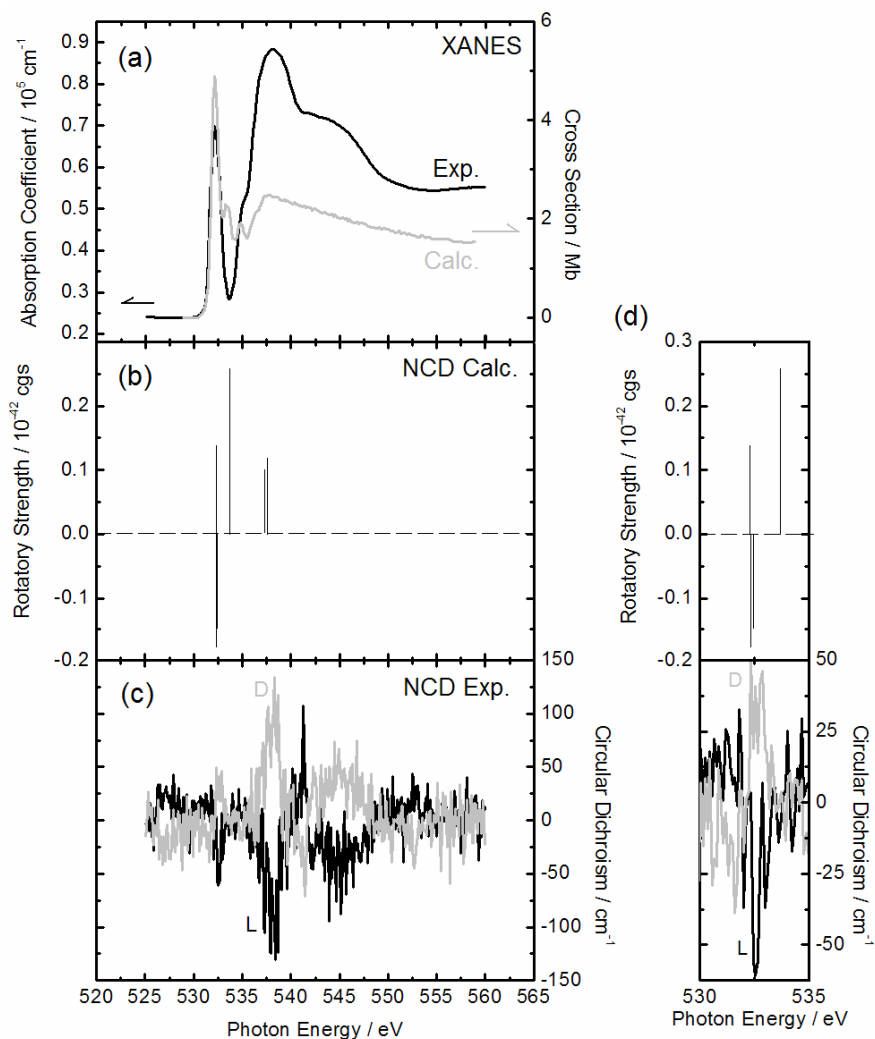 (a)
XANES
Absorption Coefficient / 10⁵ cm⁻¹
0.9
0.8
0.7
0.6
0.5
0.4
0.3
0.2
6
4
2
0
Cross Section / Mb
Exp.
Calc.
(b)
NCD Calc.
Rotatory Strength / 10⁻⁴² cgs
0.2
0.1
0.0
-0.1
-0.2
(c)
NCD Exp.
D
L
150
100
50
0
-50
-100
-150
Circular Dichroism / cm⁻¹
520 525 530 535 540 545 550 555 560 565
Photon Energy / eV
(d)
Rotatory Strength / 10⁻⁴² cgs
0.3
0.2
0.1
0.0
-0.1
-0.2
D
L
50
25
0
-25
-50
Circular Dichroism / cm⁻¹
530 535
Photon Energy / eV